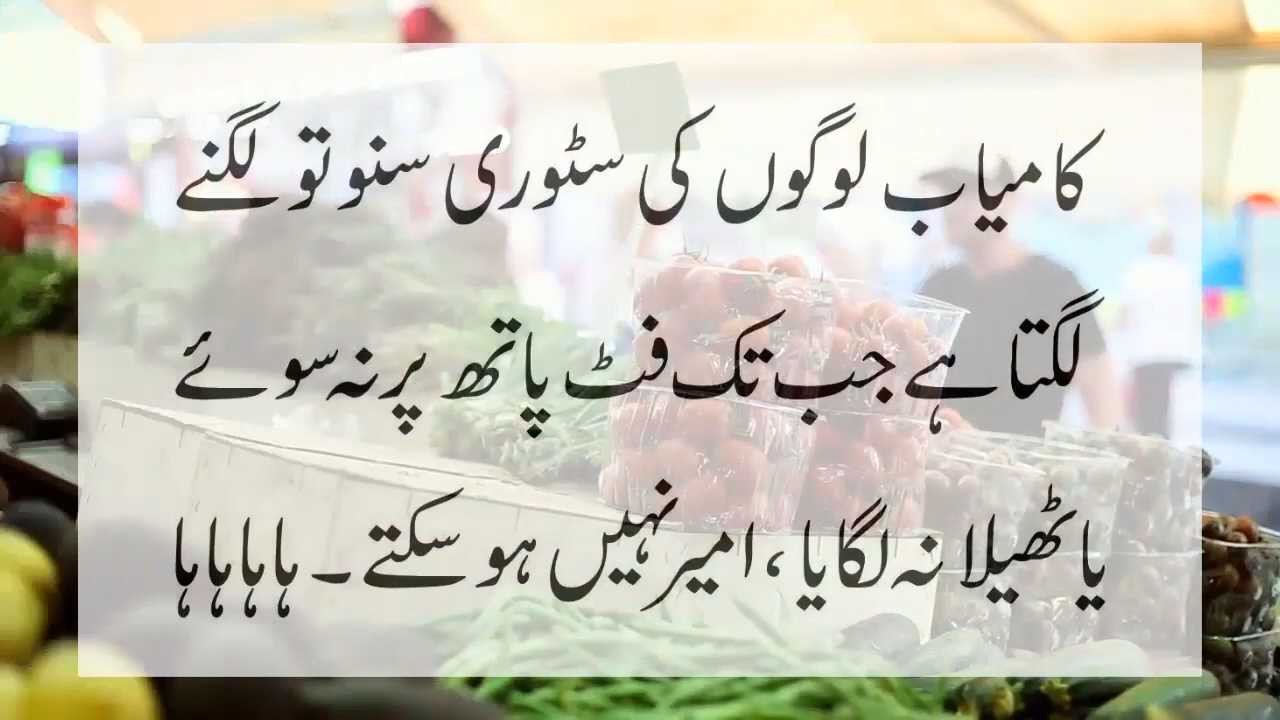 کامیاب لوگوں کی سٹوری سنو تو لگنے
لگتا ہے جب تک فٹ پاتھ پر نہ سوئے
یا ٹھیلا نہ لگایا، امیر نہیں ہو سکتے۔ ہاہاہاہا